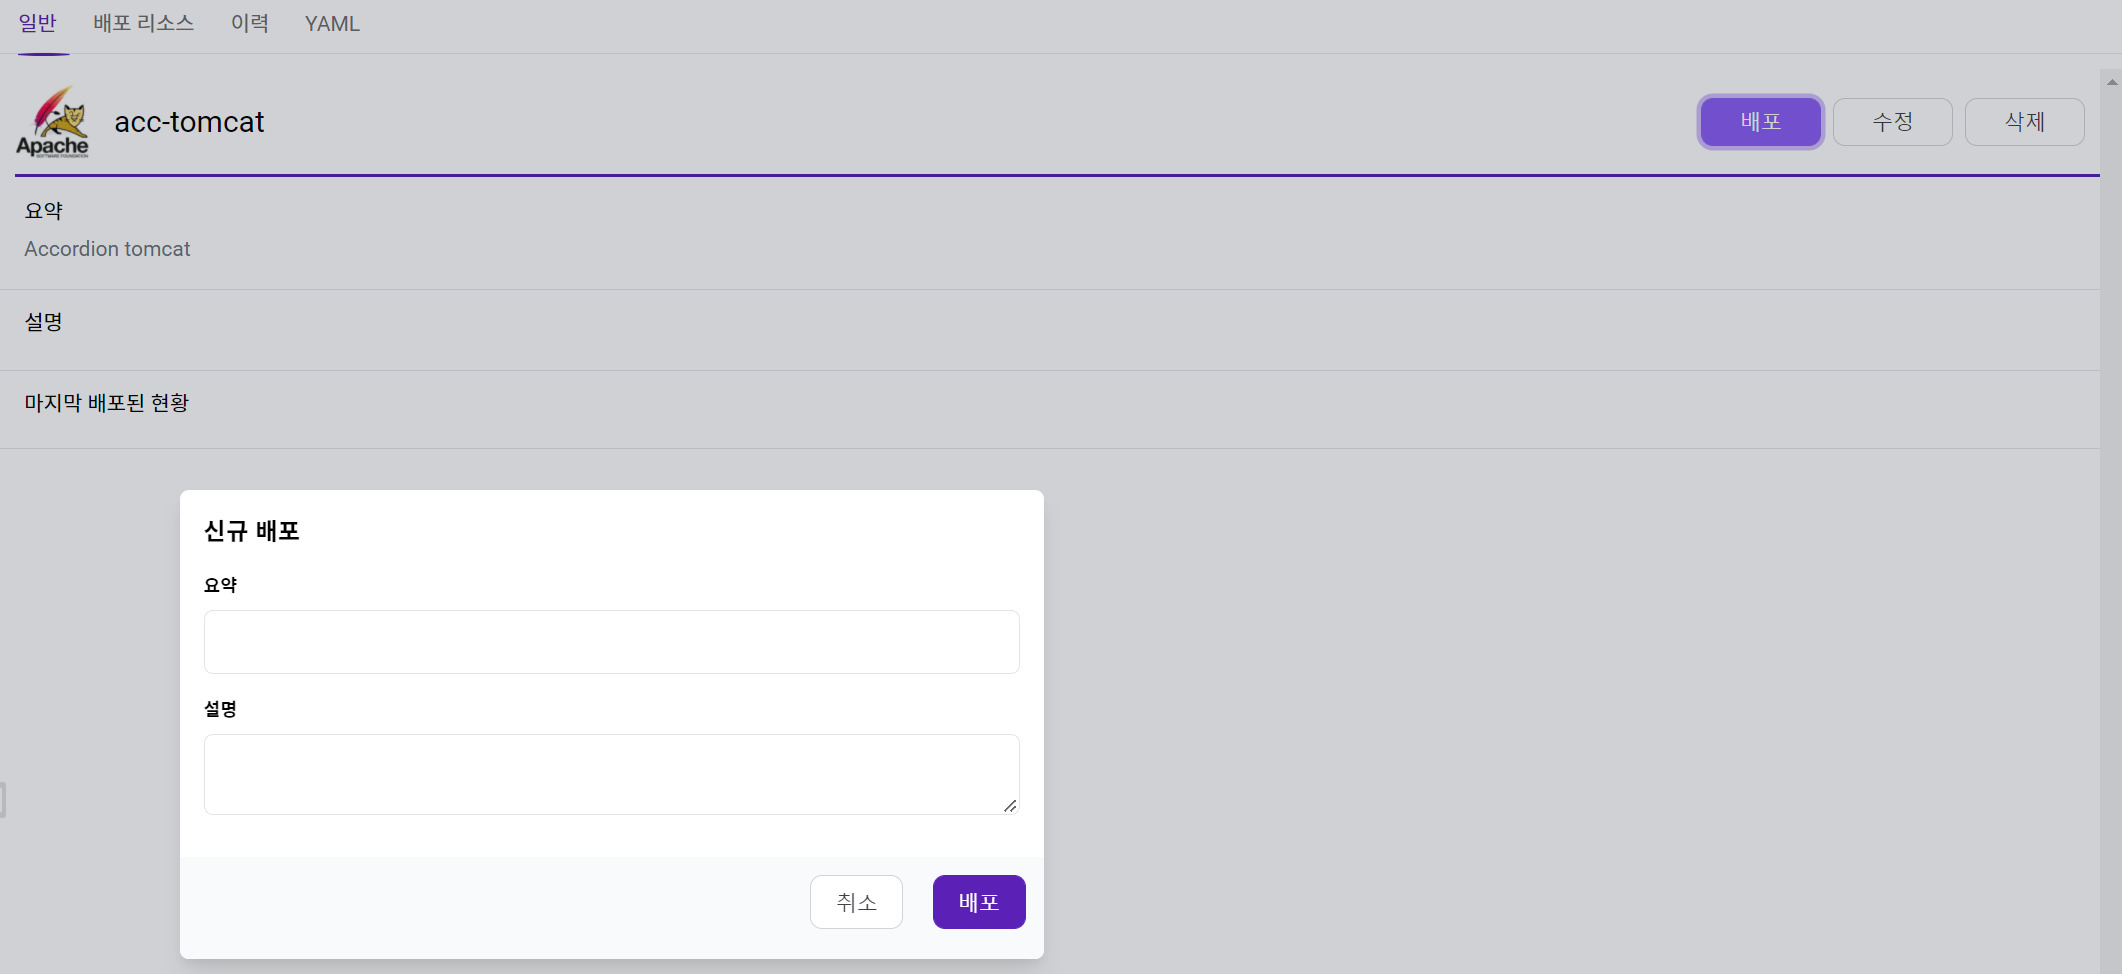 일반 배포 리소스 이력 YAML
Apache
acc-tomcat 배포 수정 삭제
요약
Accordion tomcat
설명
마지막 배포된 현황
신규 배포
요약
설명
취소 배포